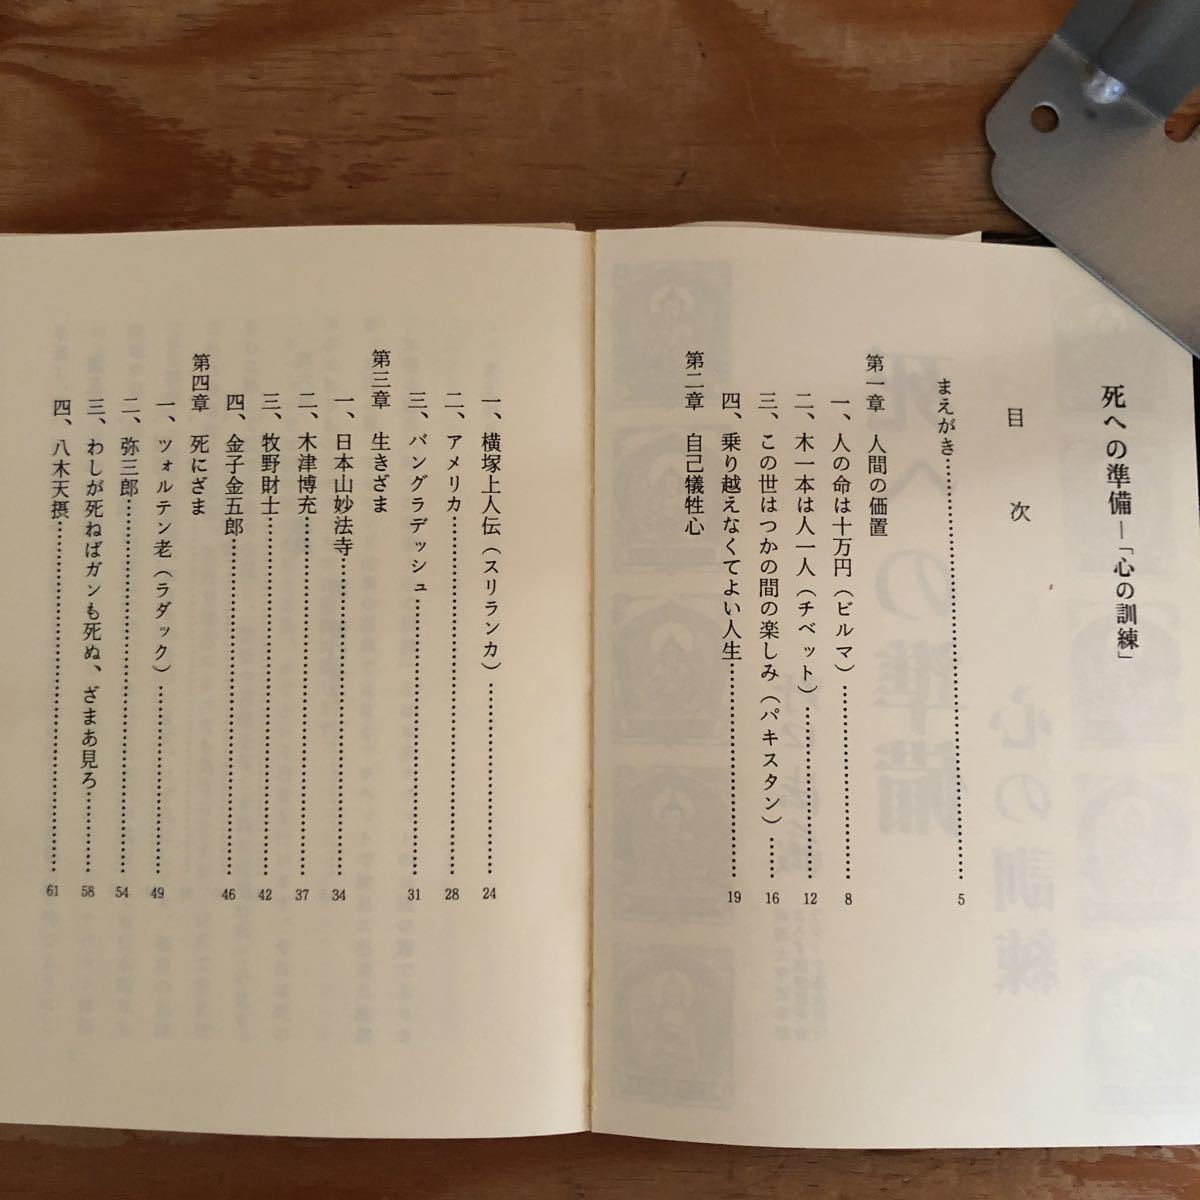 死への準備―「心の訓練」
目次
まえがき……………………5
第一章 人間の価置
一、人の命は十万円(ビルマ)……………8
二、木一本は人一人(チベット)……………12
三、この世はつかの間の楽しみ(パキスタン)……16
四、乗り越えなくてよい人生……………19
第二章 自己犠牲心
一、横塚上人伝(スリランカ)……………24
二、アメリカ……………28
三、バングラデッシュ……………31
第三章 生きざま
一、日本山妙法寺……………34
二、木津博充……………37
三、牧野財士……………42
四、金子金五郎……………46
第四章 死にざま
一、ツォルテン老(ラダック)……………49
二、弥三郎……………54
三、わしが死ねばガンも死ぬ、ざまあ見ろ………58
四、八木天摂……………61